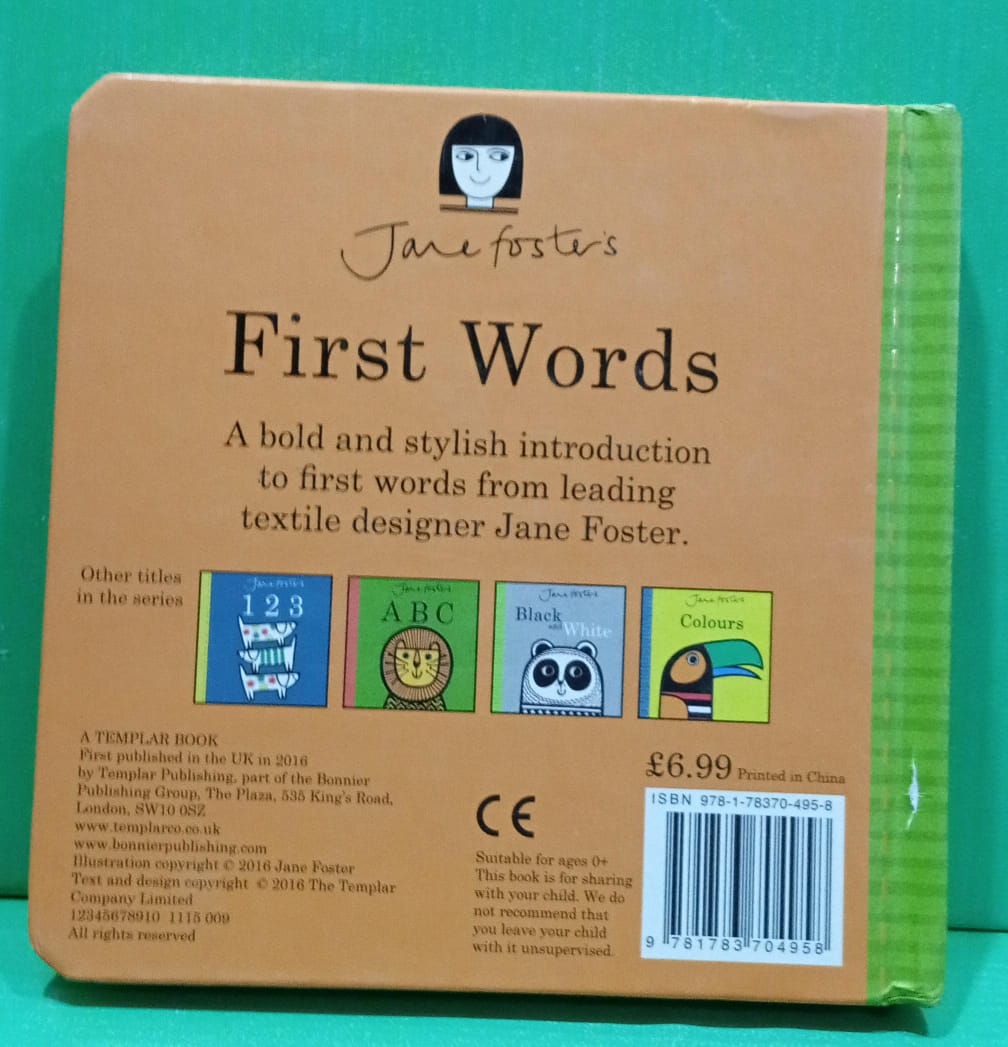 Jane foster's
First Words
A bold and stylish introduction
to first words from leading
textile designer Jane Foster.
Other titles
in the series
Jane foster's
1 2 3
Jane foster's
A B C
Jane foster's
Black
and White
Jane foster's
Colours
A TEMPLAR BOOK
First published in the UK in 2016
by Templar Publishing, part of the Bonnier
Publishing Group, The Plaza, 535 King's Road,
London, SW10 0SZ
www.templarco.co.uk
www.bonnierpublishing.com
Illustration copyright © 2016 Jane Foster
Text and design copyright © 2016 The Templar
Company Limited
12345678910 1115 009
All rights reserved
CE
Suitable for ages 0+
This book is for sharing
with your child. We do
not recommend that
you leave your child
with it unsupervised.
£6.99 Printed in China
ISBN 978-1-78370-495-8
9 781783 704958